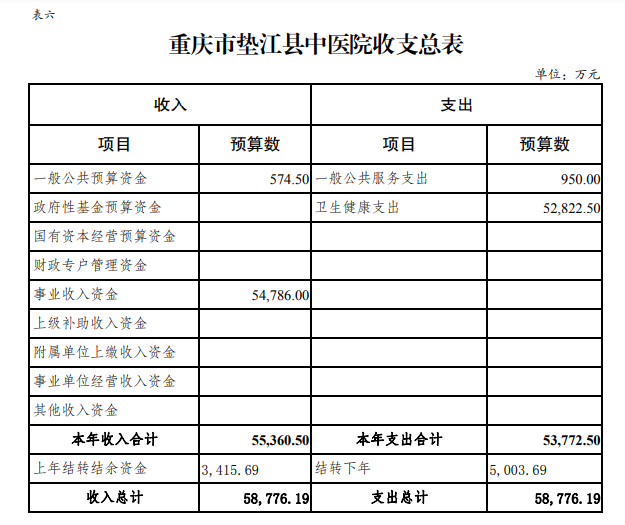 表六
重庆市垫江县中医院收支总表
单位：万元
收入 支出
项目 预算数 项目 预算数
一般公共预算资金 574.50 一般公共服务支出 950.00
政府性基金预算资金 卫生健康支出 52,822.50
国有资本经营预算资金
财政专户管理资金
事业收入资金 54,786.00
上级补助收入资金
附属单位上缴收入资金
事业单位经营收入资金
其他收入资金
本年收入合计 55,360.50 本年支出合计 53,772.50
上年结转结余资金 3,415.69 结转下年 5,003.69
收入总计 58,776.19 支出总计 58,776.19